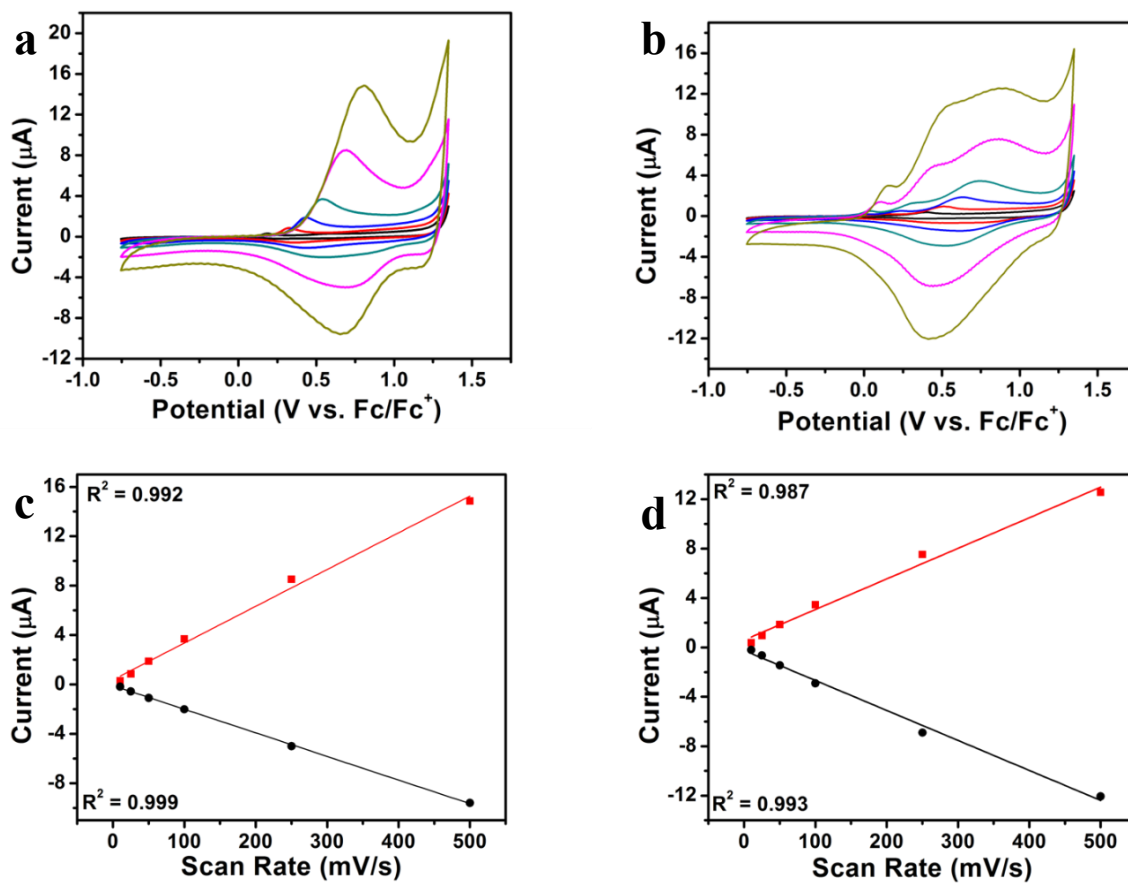 a
20
16
12
8
4
0
-4
-8
-12
Current (μA)
-1.0 -0.5 0.0 0.5 1.0 1.5
Potential (V vs. Fc/Fc⁺)
b
16
12
8
4
0
-4
-8
-12
Current (μA)
-1.0 -0.5 0.0 0.5 1.0 1.5
Potential (V vs. Fc/Fc⁺)
c
R² = 0.992
16
12
8
4
0
-4
-8
Current (μA)
R² = 0.999
0 100 200 300 400 500
Scan Rate (mV/s)
d
R² = 0.987
12
8
4
0
-4
-8
-12
Current (μA)
R² = 0.993
0 100 200 300 400 500
Scan Rate (mV/s)